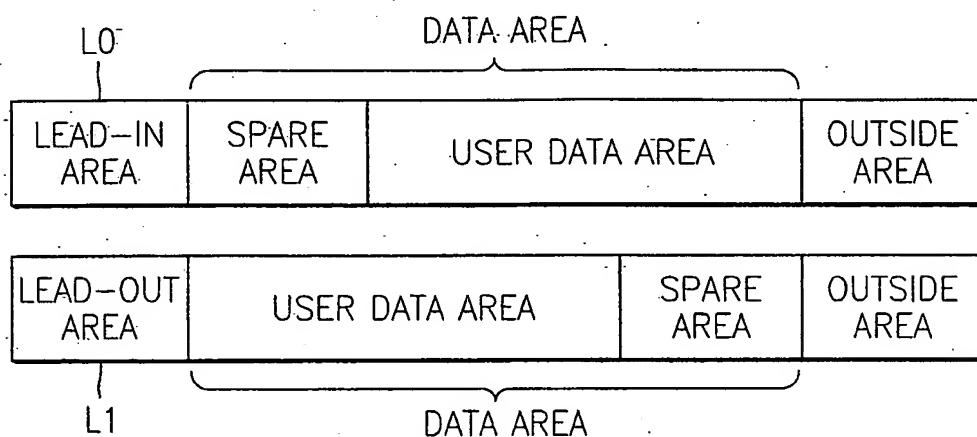 DATA AREA
L0
LEAD-IN AREA
SPARE AREA
USER DATA AREA
OUTSIDE AREA
LEAD-OUT AREA
USER DATA AREA
SPARE AREA
OUTSIDE AREA
L1
DATA AREA